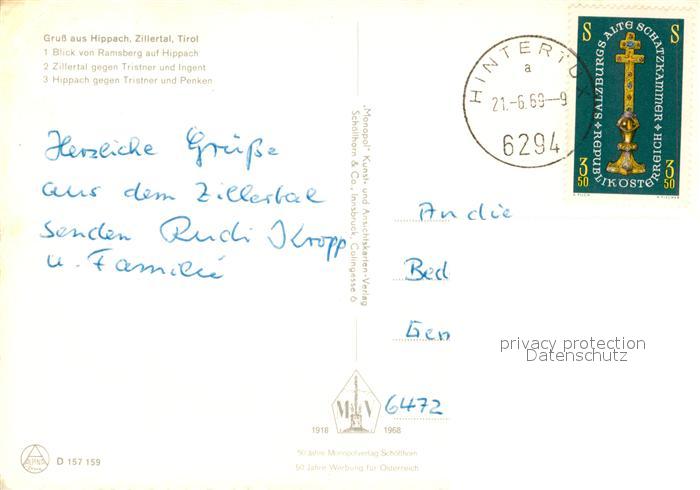 Gruß aus Hippach, Zillertal, Tirol
1 Blick von Ramsberg auf Hippach
2 Zillertal gegen Tristner und Ingent
3 Hippach gegen Tristner und Penken
Herzliche Grüße
aus dem Zillertal
senden Rudi Kropp
u. Familie
„Monopol" Kunst- und Ansichtskarten-Verlag
Schöllhorn & Co., Innsbruck, Colingasse 6
HINTERTUX
a
21.-6.69--9
6294
S S
SALZBURGS ALTE SCHATZKAMMER
REPUBLIK ÖSTERREICH
3 50 3 50
An die
Bed
Gem
6472
privacy protection
Datenschutz
M V
1918 1968
50 Jahre Monopolverlag Schöllhorn
50 Jahre Werbung für Österreich
ALPINA
D 157 159